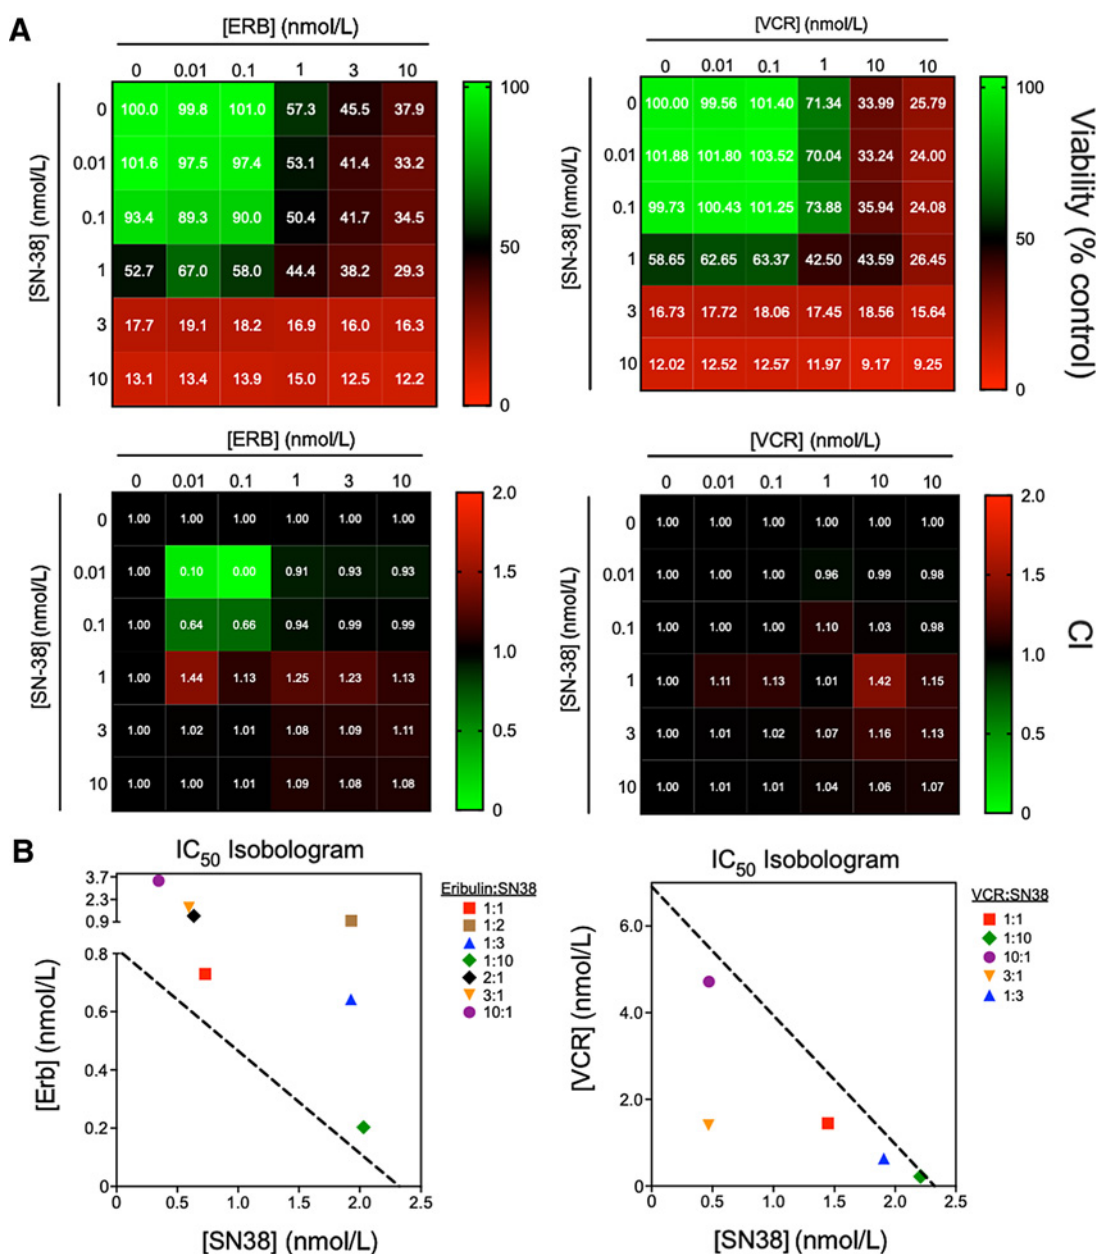 A
[ERB] (nmol/L)
0 0.01 0.1 1 3 10
[SN-38] (nmol/L)
0 100.0 99.8 101.0 57.3 45.5 37.9
0.01 101.6 97.5 97.4 53.1 41.4 33.2
0.1 93.4 89.3 90.0 50.4 41.7 34.5
1 52.7 67.0 58.0 44.4 38.2 29.3
3 17.7 19.1 18.2 16.9 16.0 16.3
10 13.1 13.4 13.9 15.0 12.5 12.2
100
50
0
[VCR] (nmol/L)
0 0.01 0.1 1 10 10
[SN-38] (nmol/L)
0 100.00 99.56 101.40 71.34 33.99 25.79
0.01 101.88 101.80 103.52 70.04 33.24 24.00
0.1 99.73 100.43 101.25 73.88 35.94 24.08
1 58.65 62.65 63.37 42.50 43.59 26.45
3 16.73 17.72 18.06 17.45 18.56 15.64
10 12.02 12.52 12.57 11.97 9.17 9.25
100
50
0
Viability (% control)
[ERB] (nmol/L)
0 0.01 0.1 1 3 10
[SN-38] (nmol/L)
0 1.00 1.00 1.00 1.00 1.00 1.00
0.01 1.00 0.10 0.00 0.91 0.93 0.93
0.1 1.00 0.64 0.66 0.94 0.99 0.99
1 1.00 1.44 1.13 1.25 1.23 1.13
3 1.00 1.02 1.01 1.08 1.09 1.11
10 1.00 1.00 1.01 1.09 1.08 1.08
2.0
1.5
1.0
0.5
0
[VCR] (nmol/L)
0 0.01 0.1 1 10 10
[SN-38] (nmol/L)
0 1.00 1.00 1.00 1.00 1.00 1.00
0.01 1.00 1.00 1.00 0.96 0.99 0.98
0.1 1.00 1.00 1.00 1.10 1.03 0.98
1 1.00 1.11 1.13 1.01 1.42 1.15
3 1.00 1.01 1.02 1.07 1.16 1.13
10 1.00 1.01 1.01 1.04 1.06 1.07
2.0
1.5
1.0
0.5
0
CI
B
IC50 Isobologram
[Erb] (nmol/L)
3.7
2.3
0.9
0.8
0.6
0.4
0.2
0
0 0.5 1.0 1.5 2.0 2.5
[SN38] (nmol/L)
Eribulin:SN38
1:1
1:2
1:3
1:10
2:1
3:1
10:1
IC50 Isobologram
[VCR] (nmol/L)
6.0
4.0
2.0
0
0 0.5 1.0 1.5 2.0 2.5
[SN38] (nmol/L)
VCR:SN38
1:1
1:10
10:1
3:1
1:3